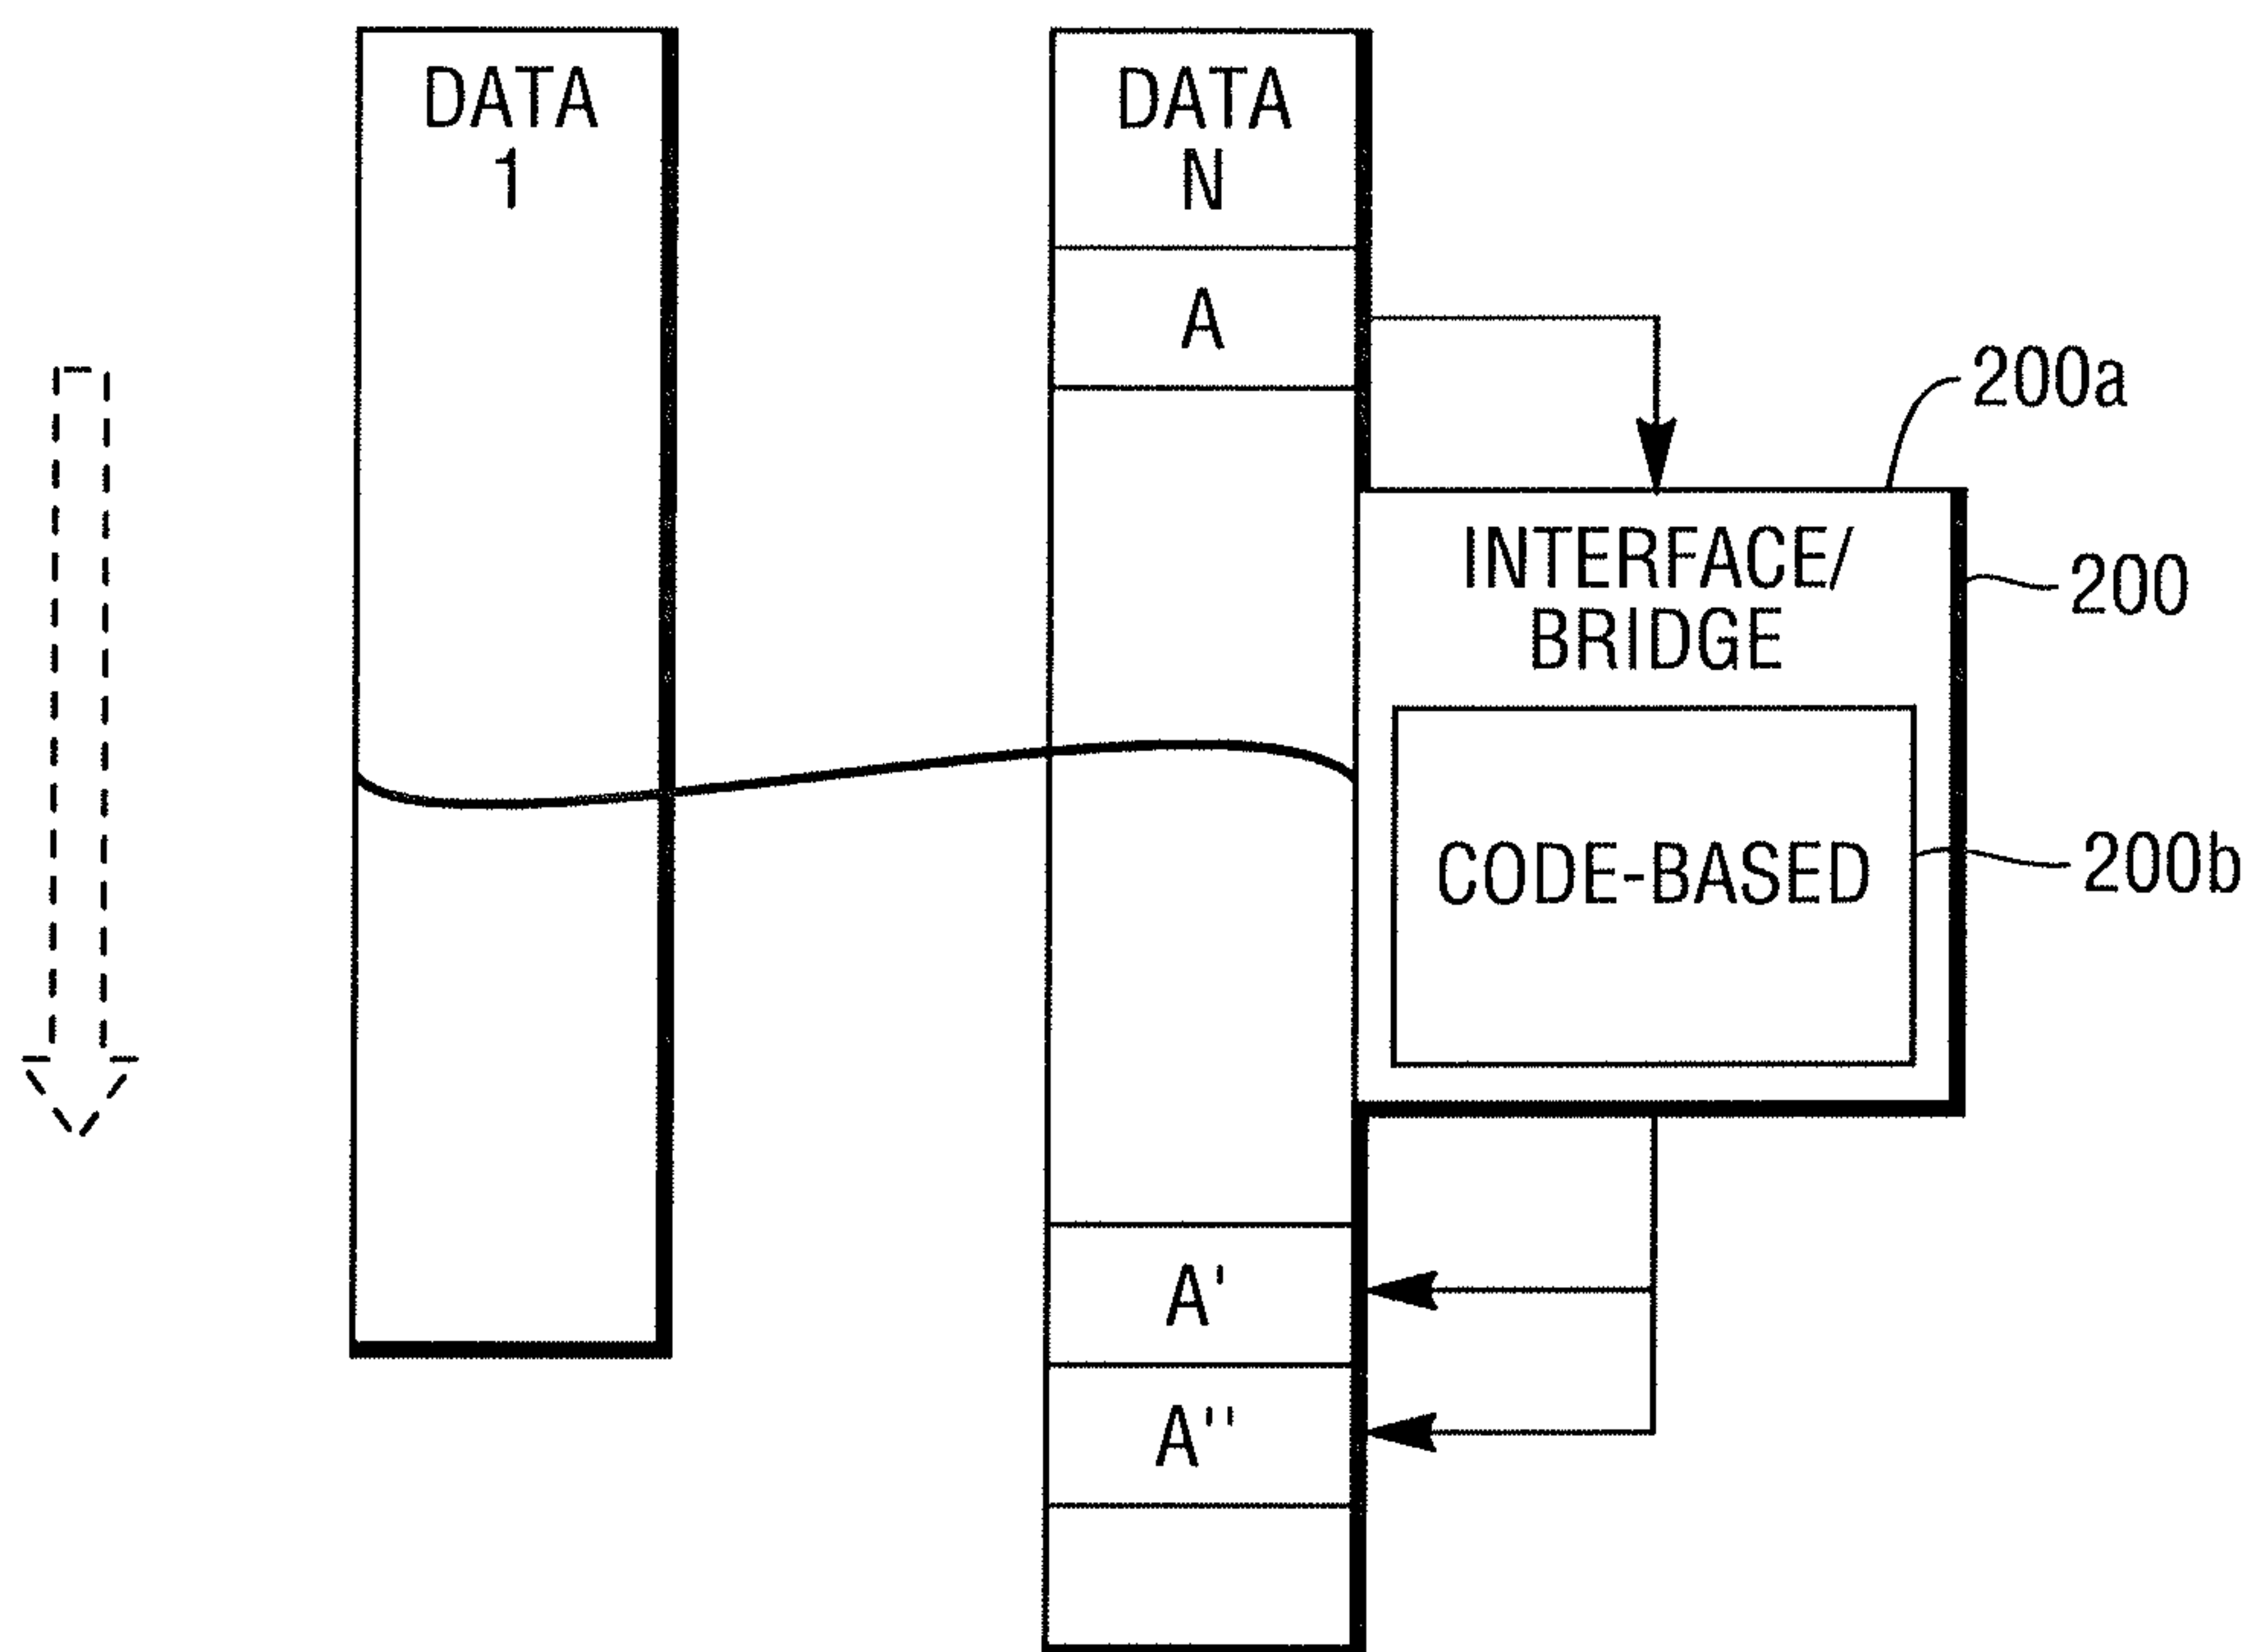 DATA
1
DATA
N
A
200a
INTERFACE/
BRIDGE
200
CODE-BASED
200b
A'
A"